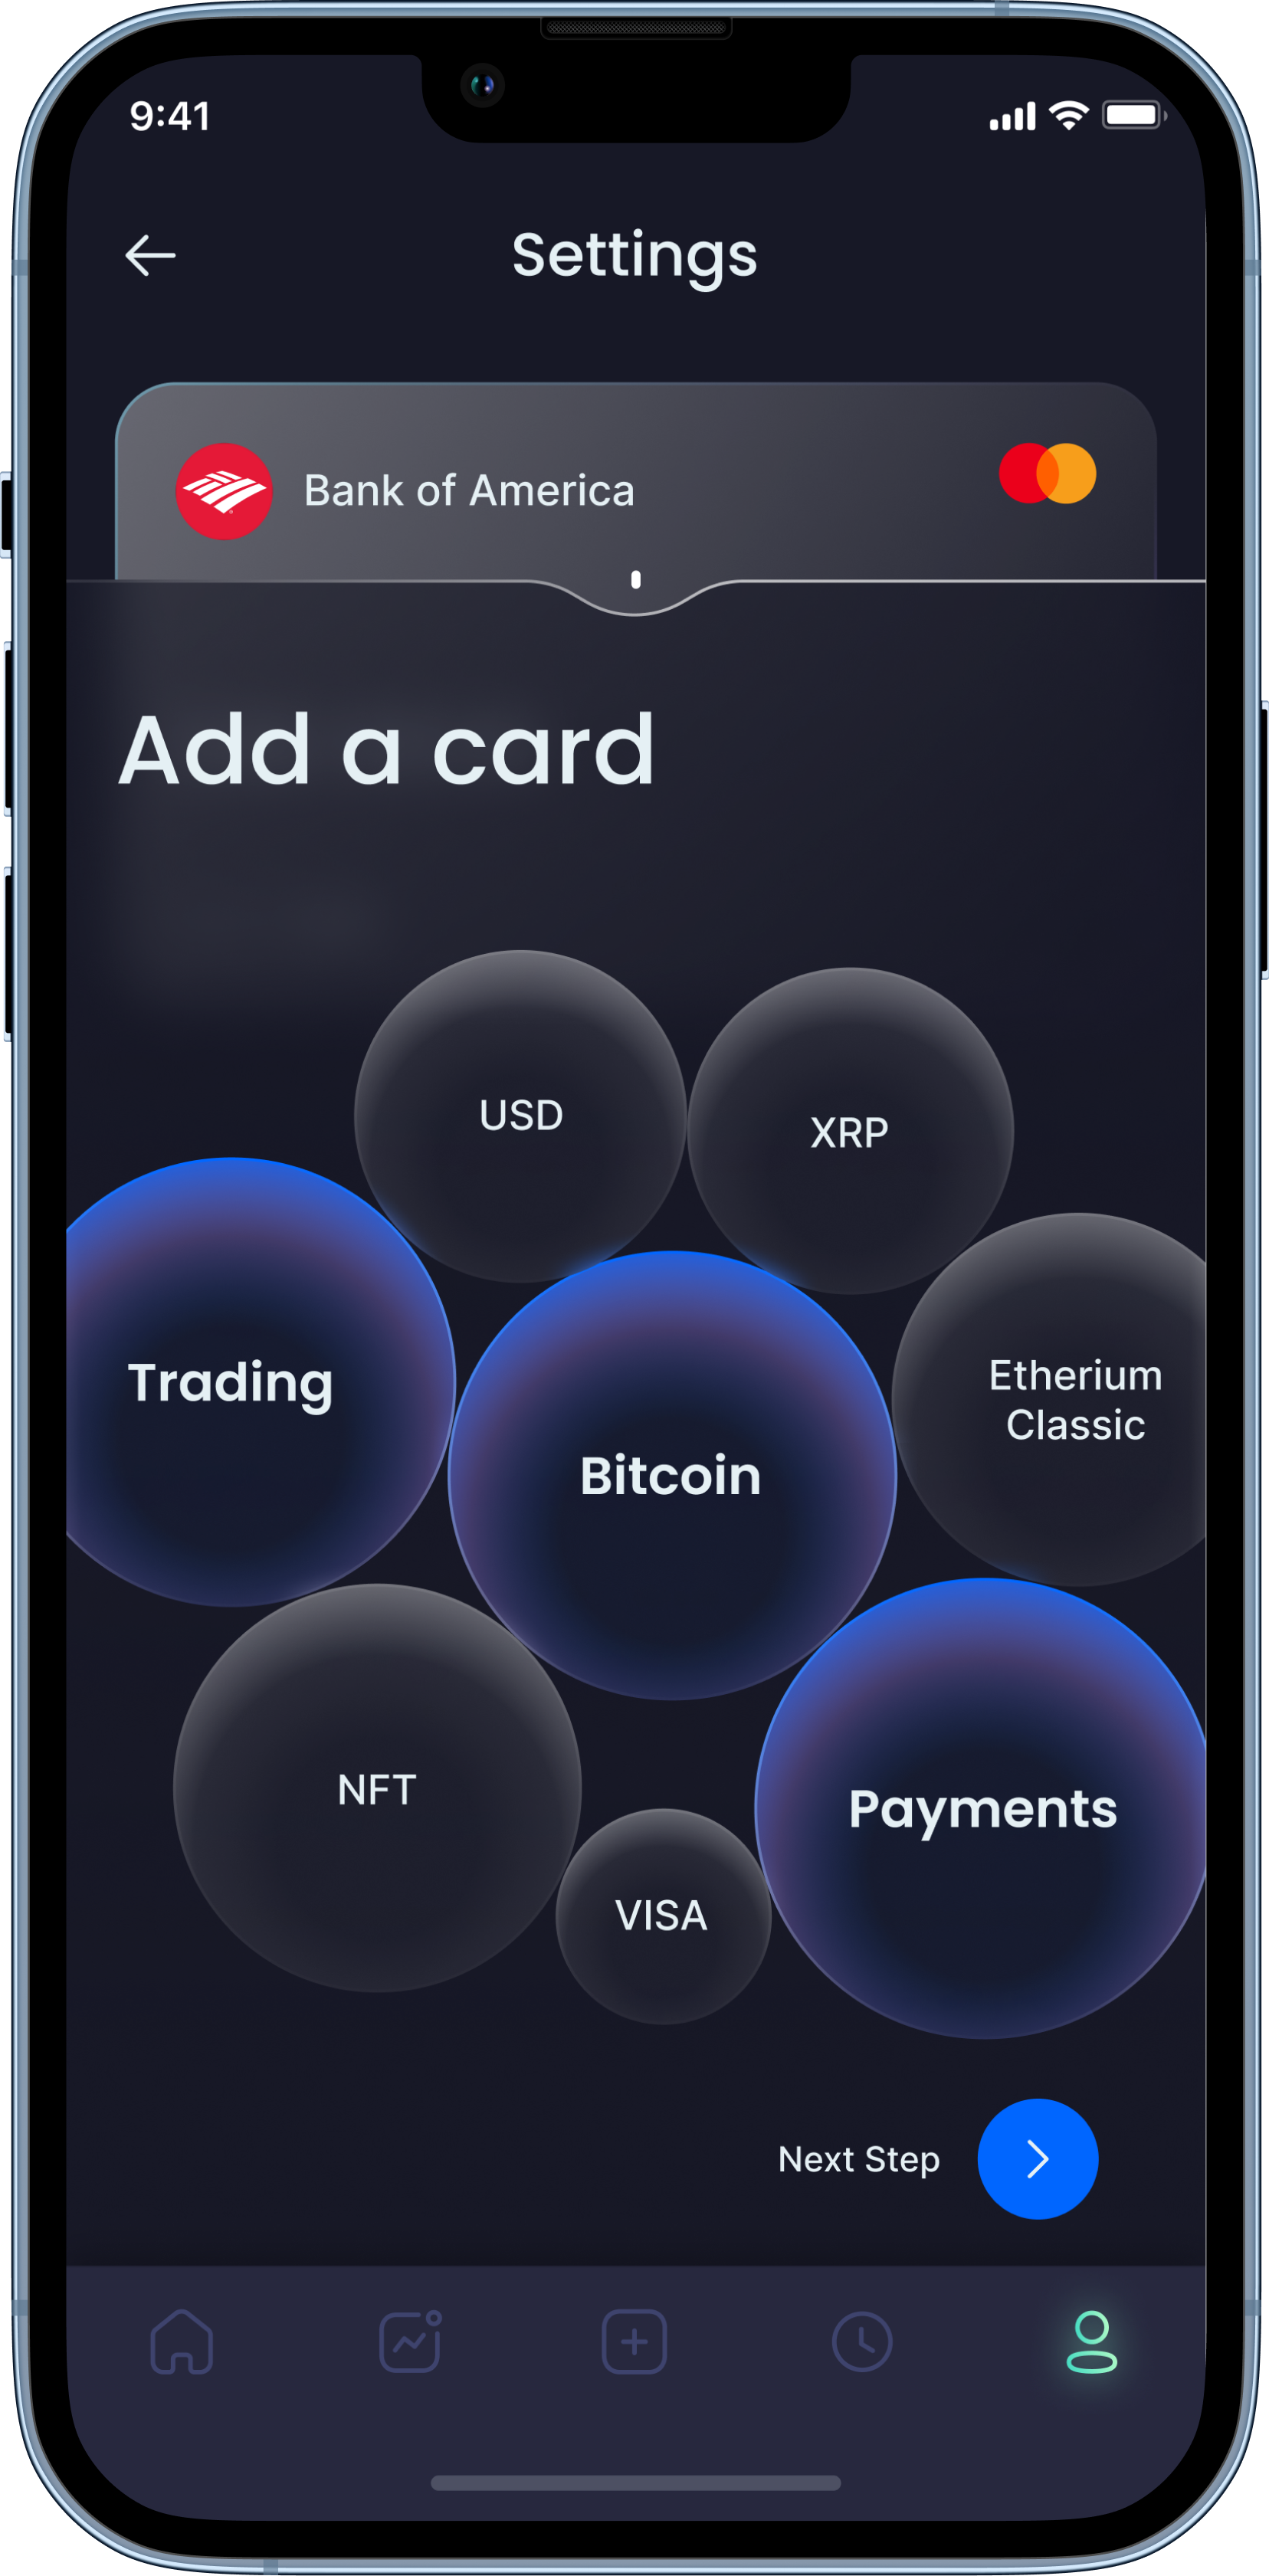 9:41
Settings
Bank of America
Add a card
USD
XRP
Trading
Bitcoin
Etherium
Classic
NFT
Payments
VISA
Next Step